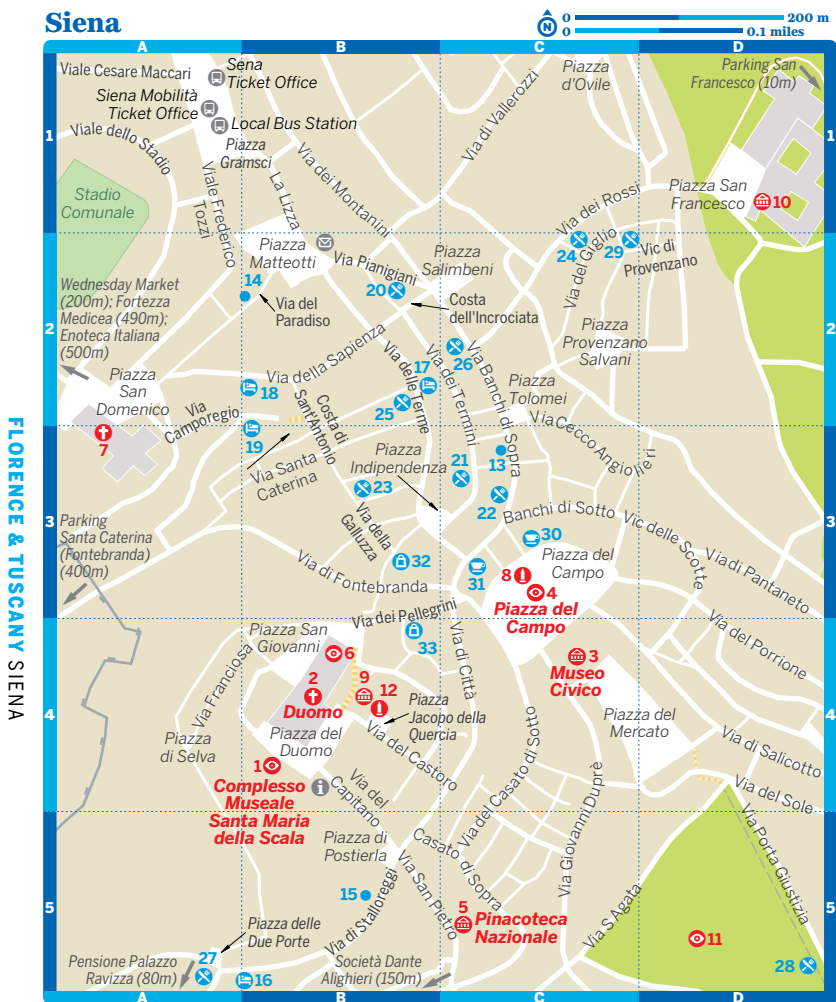 Siena
N
0
200 m
0
0.1 miles
A
B
C
D
Viale Cesare Maccari
Sena
Ticket Office
Siena Mobilità
Ticket Office
Local Bus Station
Viale dello Stadio
Piazza
Gramsci
Stadio
Comunale
Viale Frederico
Tozzi
La Lizza
Via dei Montanini
Via di Vallerozzi
Piazza
d'Ovile
Parking San
Francesco (10m)
1
1
Piazza San
Francesco
10
Via dei Rossi
Via del Giglio
24
29
Vic di
Provenzano
Piazza
Matteotti
Via Pianigiani
Piazza
Salimbeni
14
Via del
Paradiso
20
Costa
dell'Incrociata
Wednesday Market
(200m); Fortezza
Medicea (490m);
Enoteca Italiana
(500m)
2
2
Piazza
Provenzano
Salvani
Piazza
San
Domenico
Via
Camporegio
7
18
19
Via della Sapienza
Costa di
Sant'Antonio
Via Santa
Caterina
17
25
Via delle Terme
Via dei Termini
26
Via Banchi di Sopra
Piazza
Tolomei
Via Cecco Angiolieri
Piazza
Indipendenza
21
13
22
23
Via della
Galluzza
Banchi di Sotto
Vic delle Scotte
Via di Pantaneto
3
3
Parking
Santa Caterina
(Fontebranda)
(400m)
Via di Fontebranda
32
31
30
8
Piazza del
Campo
4
Piazza del
Campo
Via dei Pellegrini
33
Via di Città
Via del Porrione
Piazza San
Giovanni
6
2
Duomo
9
12
Piazza
Jacopo della
Quercia
3
Museo
Civico
4
4
Via Franciosa
Piazza
di Selva
Piazza del
Duomo
Via del Castoro
Piazza del
Mercato
Via di Salicotto
Via del Sole
1
Complesso
Museale
Santa Maria
della Scala
i
Via del
Capitano
Via del Casato di Sotto
Via Giovanni Duprè
Piazza di
Postierla
Casato di Sopra
Via San Pietro
Via Porta Giustizia
15
Via di Stalloreggi
5
Pinacoteca
Nazionale
Via S Agata
11
28
5
5
Piazza delle
Due Porte
27
16
Pensione Palazzo
Ravizza (80m)
Società Dante
Alighieri (150m)
A
B
C
D
FLORENCE & TUSCANY SIENA